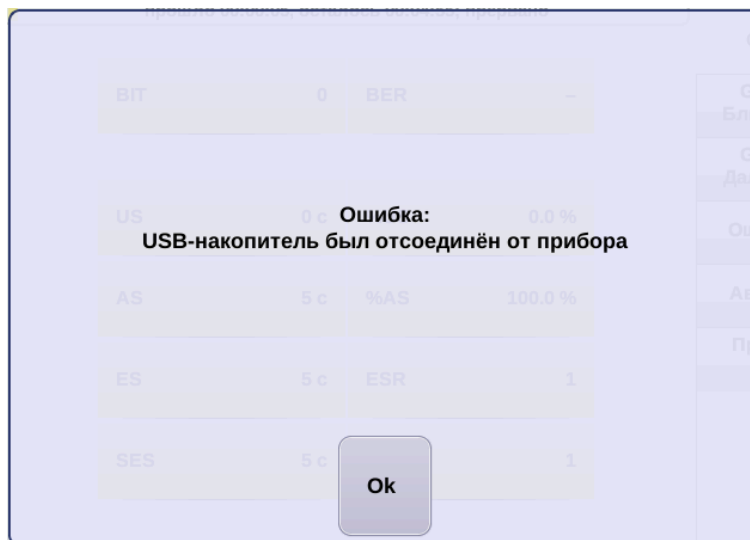 BIT 0 BER –
Ошибка:
US 0 с 0.0 %
USB-накопитель был отсоединён от прибора
AS 5 с %AS 100.0 %
ES 5 с ESR 1
SES 5 с 1
Ok